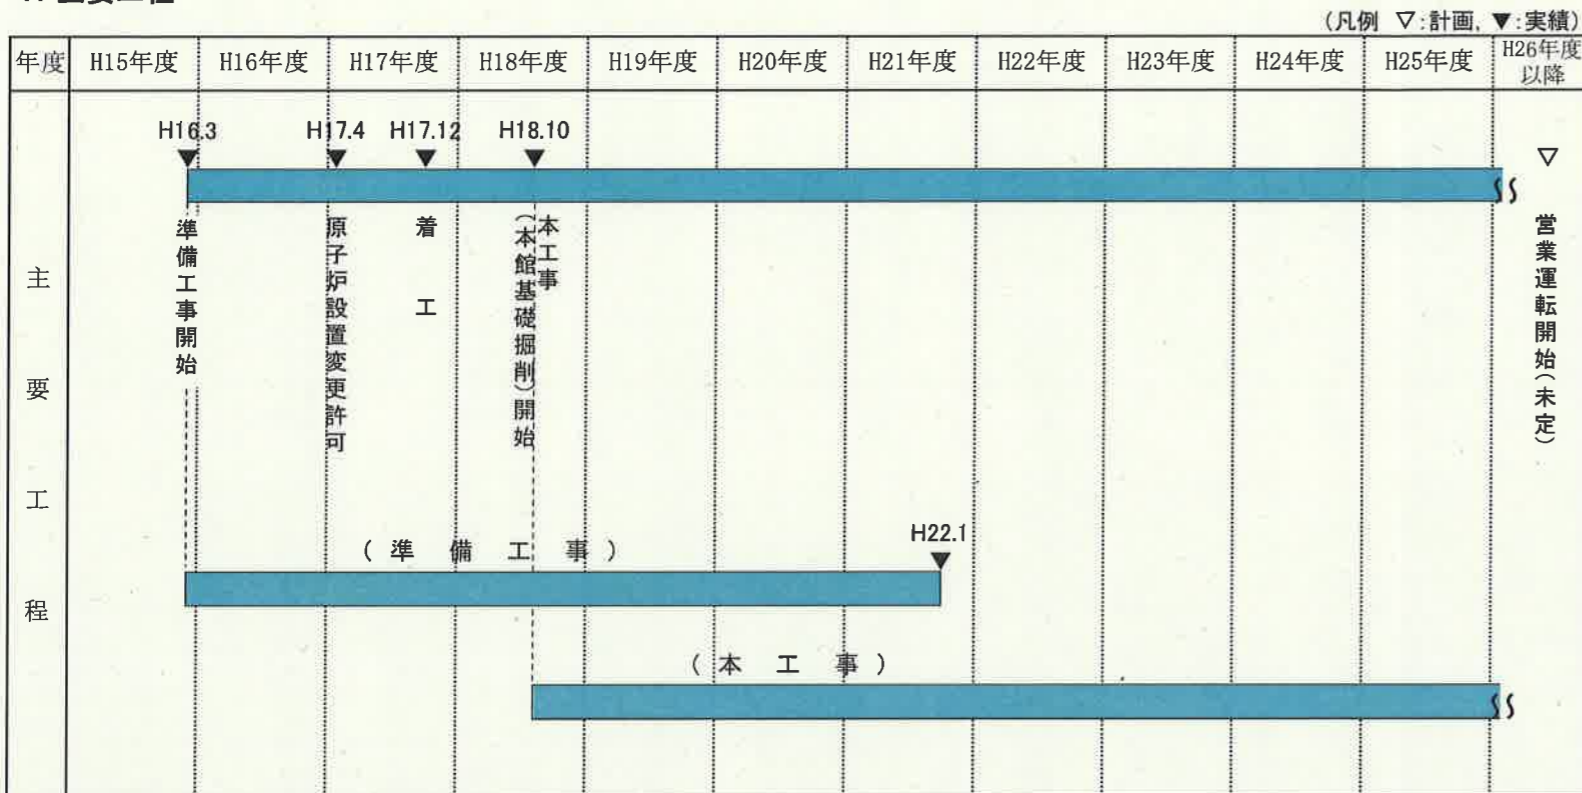 (凡例 ▽:計画, ▼:実績)
年度 H15年度 H16年度 H17年度 H18年度 H19年度 H20年度 H21年度 H22年度 H23年度 H24年度 H25年度 H26年度以降
主要工程
H16.3 H17.4 H17.12 H18.10
準備工事開始
原子炉設置変更許可
着工
本工事
(本館基礎掘削)開始
▽
営業運転開始(未定)
(準備工事)
H22.1
(本工事)